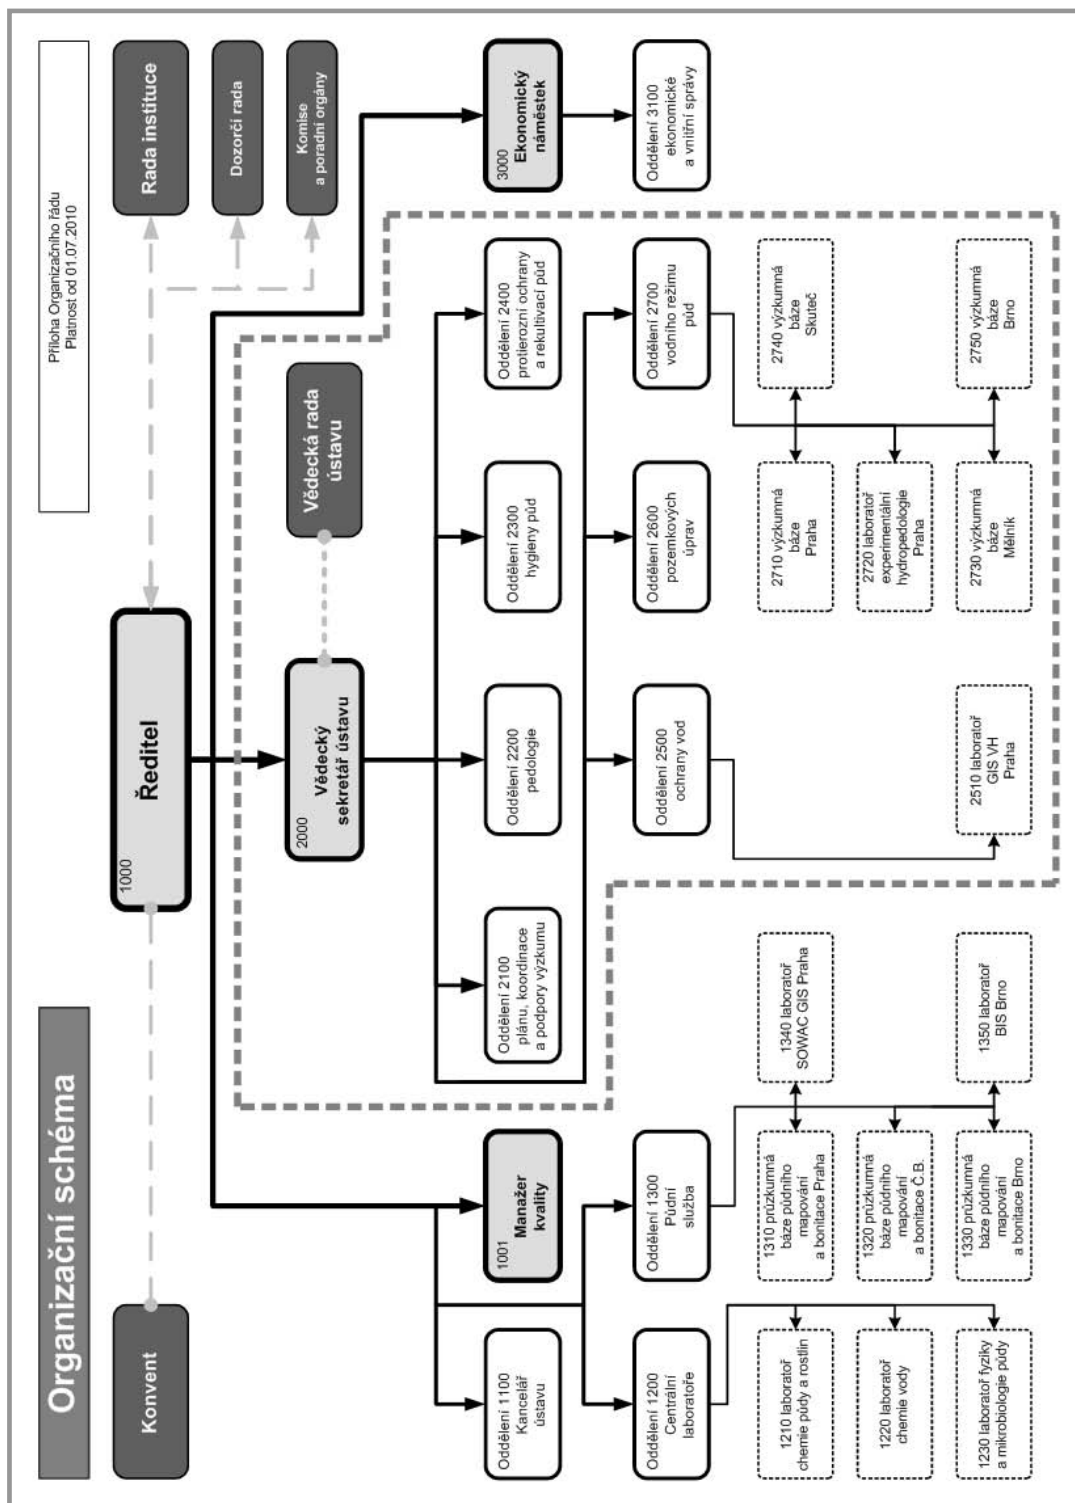 Organizační schéma
Příloha Organizačního řádu
Platnost od 01.07.2010
Konvent
1000
Ředitel
Rada instituce
Dozorčí rada
Komise
a poradní orgány
2000
Vědecký
sekretář ústavu
Vědecká rada
ústavu
1001
Manažer
kvality
3000
Ekonomický
náměstek
Oddělení 1100
Kancelář
ústavu
Oddělení 2100
plánu, koordinace
a podpory výzkumu
Oddělení 2200
pedologie
Oddělení 2300
hygieny půd
Oddělení 2400
protierozní ochrany
a rekultivací půd
Oddělení 1200
Centrální
laboratoře
Oddělení 1300
Půdní
služba
Oddělení 2500
ochrany vod
Oddělení 2600
pozemkových
úprav
Oddělení 2700
vodního režimu
půd
Oddělení 3100
ekonomické
a vnitřní správy
1210 laboratoř
chemie půdy a rostlin
1310 průzkumná
báze půdního
mapování
a bonitace Praha
1340 laboratoř
SOWAC GIS Praha
2710 výzkumná
báze
Praha
2740 výzkumná
báze
Skuteč
1220 laboratoř
chemie vody
1320 průzkumná
báze půdního
mapování
a bonitace Č.B.
2720 laboratoř
experimentální
hydropedologie
Praha
1230 laboratoř fyziky
a mikrobiologie půdy
1330 průzkumná
báze půdního
mapování
a bonitace Brno
1350 laboratoř
BIS Brno
2510 laboratoř
GIS VH
Praha
2730 výzkumná
báze
Mělník
2750 výzkumná
báze
Brno